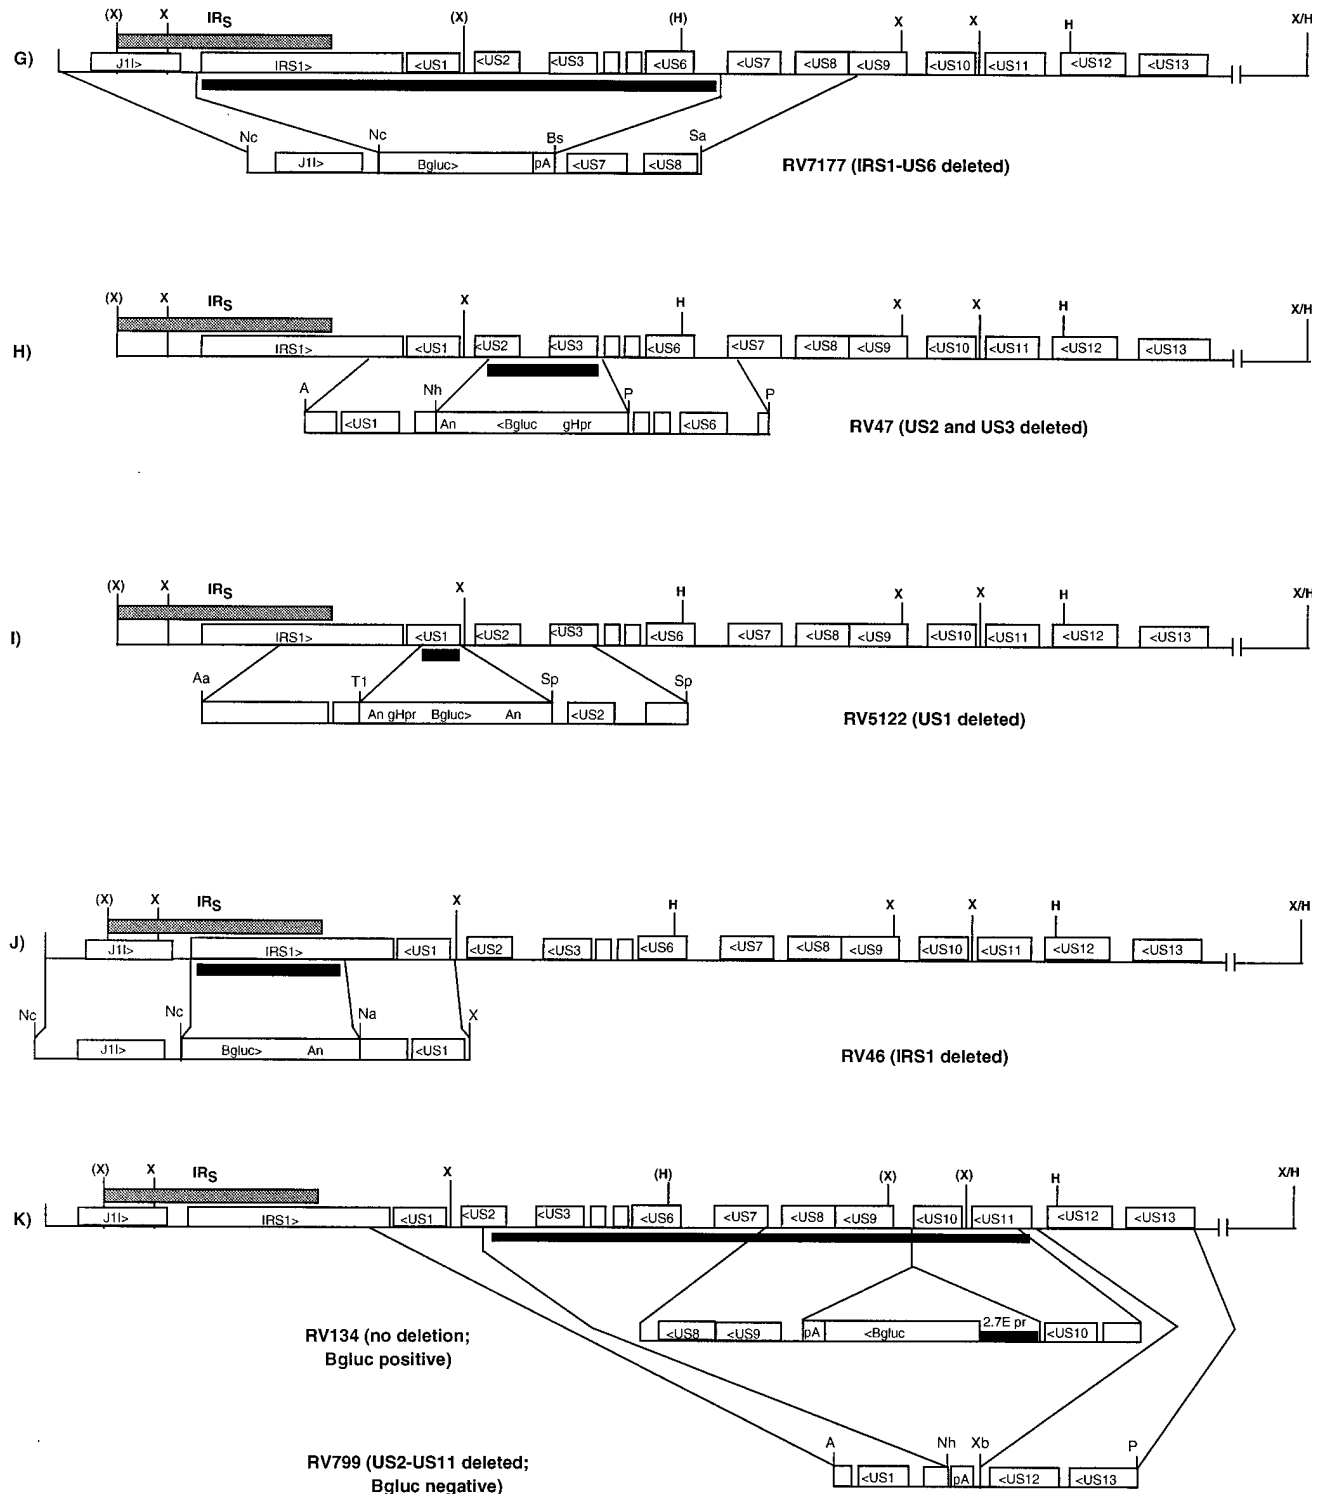 (X) X IRS (X) (H) X X H X/H
G) J1I> IRS1> <US1 <US2 <US3 <US6 <US7 <US8 <US9 <US10 <US11 <US12 <US13
Nc Nc Bs Sa
J1I> Bgluc> pA <US7 <US8
RV7177 (IRS1-US6 deleted)
(X) X IRS X H X X H X/H
H) IRS1> <US1 <US2 <US3 <US6 <US7 <US8 <US9 <US10 <US11 <US12 <US13
A Nh P P
<US1 An <Bgluc gHpr <US6
RV47 (US2 and US3 deleted)
(X) X IRS X H X X H X/H
I) IRS1> <US1 <US2 <US3 <US6 <US7 <US8 <US9 <US10 <US11 <US12 <US13
Aa T1 Sp Sp
An gHpr Bgluc> An <US2
RV5122 (US1 deleted)
(X) X IRS X H X X H X/H
J) J1I> IRS1> <US1 <US2 <US3 <US6 <US7 <US8 <US9 <US10 <US11 <US12 <US13
Nc Nc Na X
J1I> Bgluc> An <US1
RV46 (IRS1 deleted)
(X) X IRS X (H) (X) (X) H X/H
K) J1I> IRS1> <US1 <US2 <US3 <US6 <US7 <US8 <US9 <US10 <US11 <US12 <US13
2.7E pr
<US8 <US9 pA <Bgluc <US10
RV134 (no deletion;
Bgluc positive)
A Nh Xb P
<US1 pA <US12 <US13
RV799 (US2-US11 deleted;
Bgluc negative)